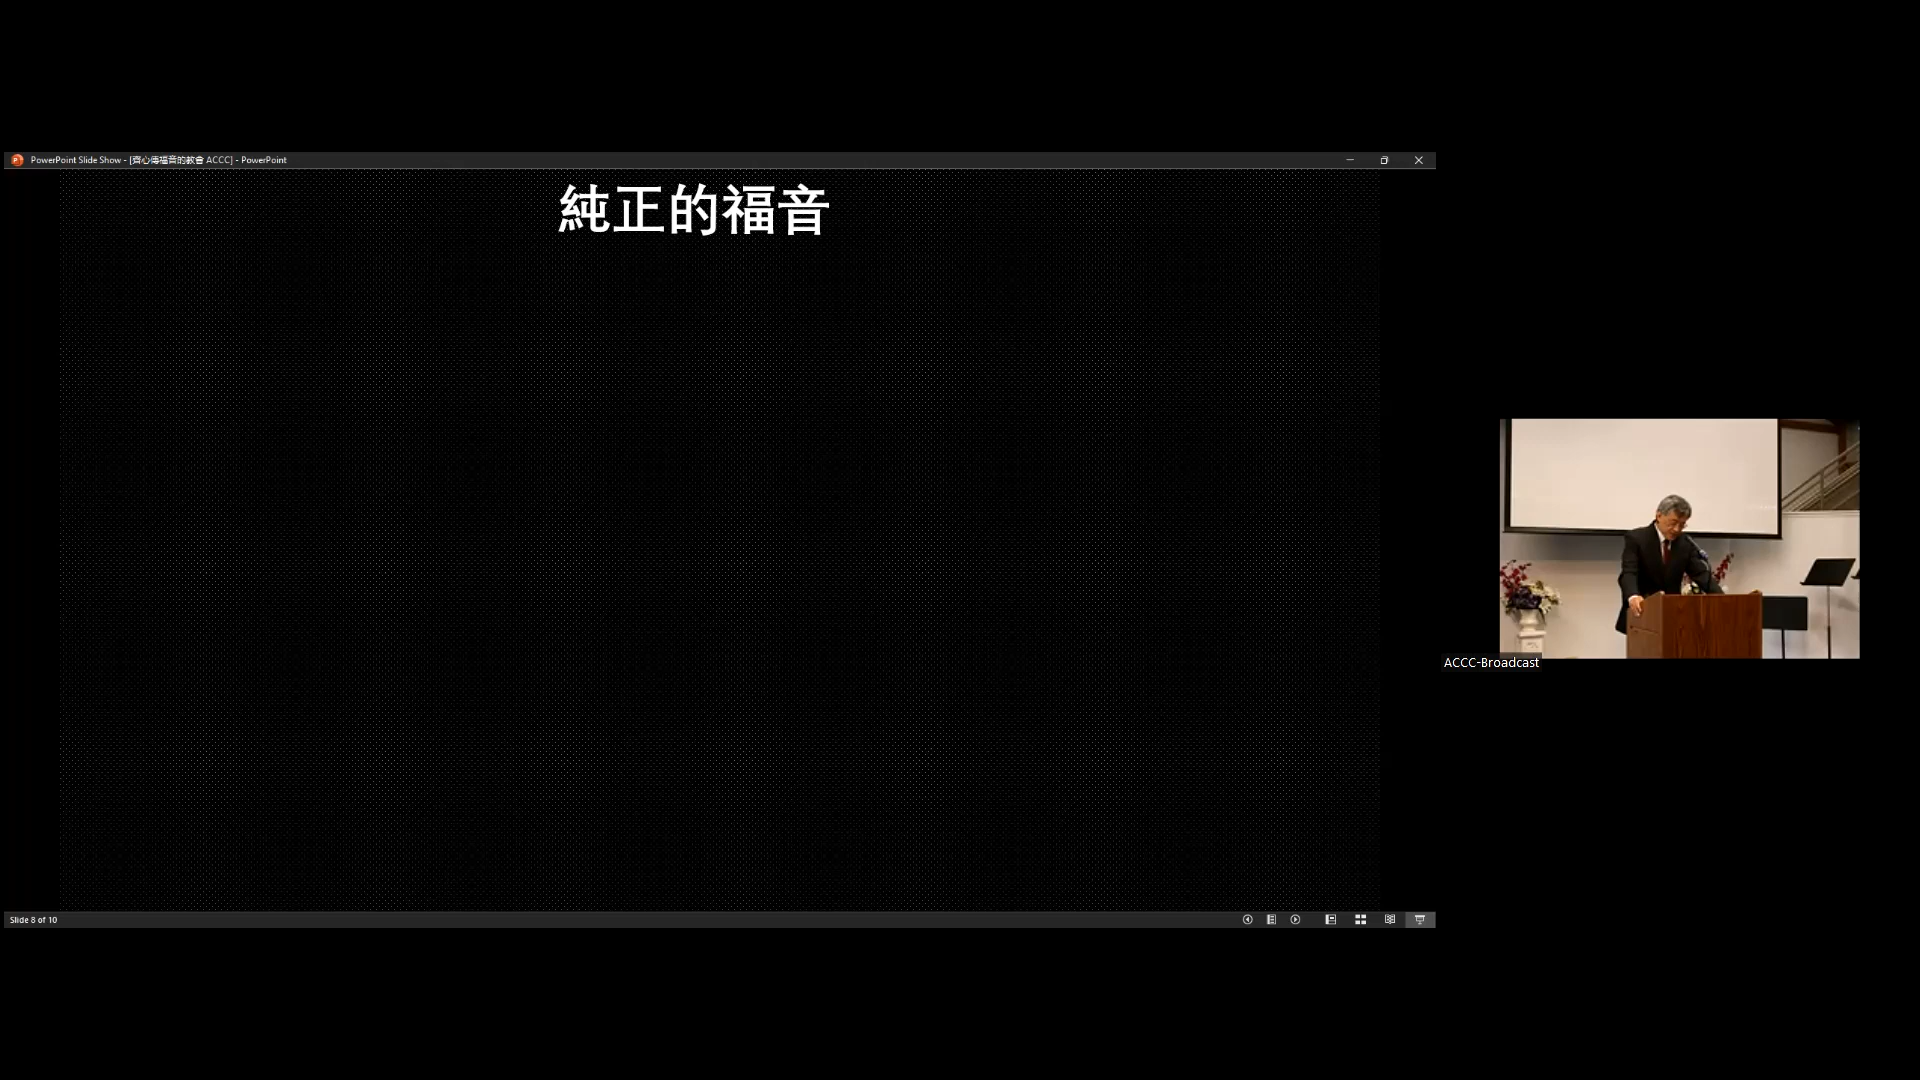 PowerPoint Slide Show - [齊心傳福音的教會 ACCC] - PowerPoint
純正的福音
ACCC-Broadcast
Slide 8 of 10